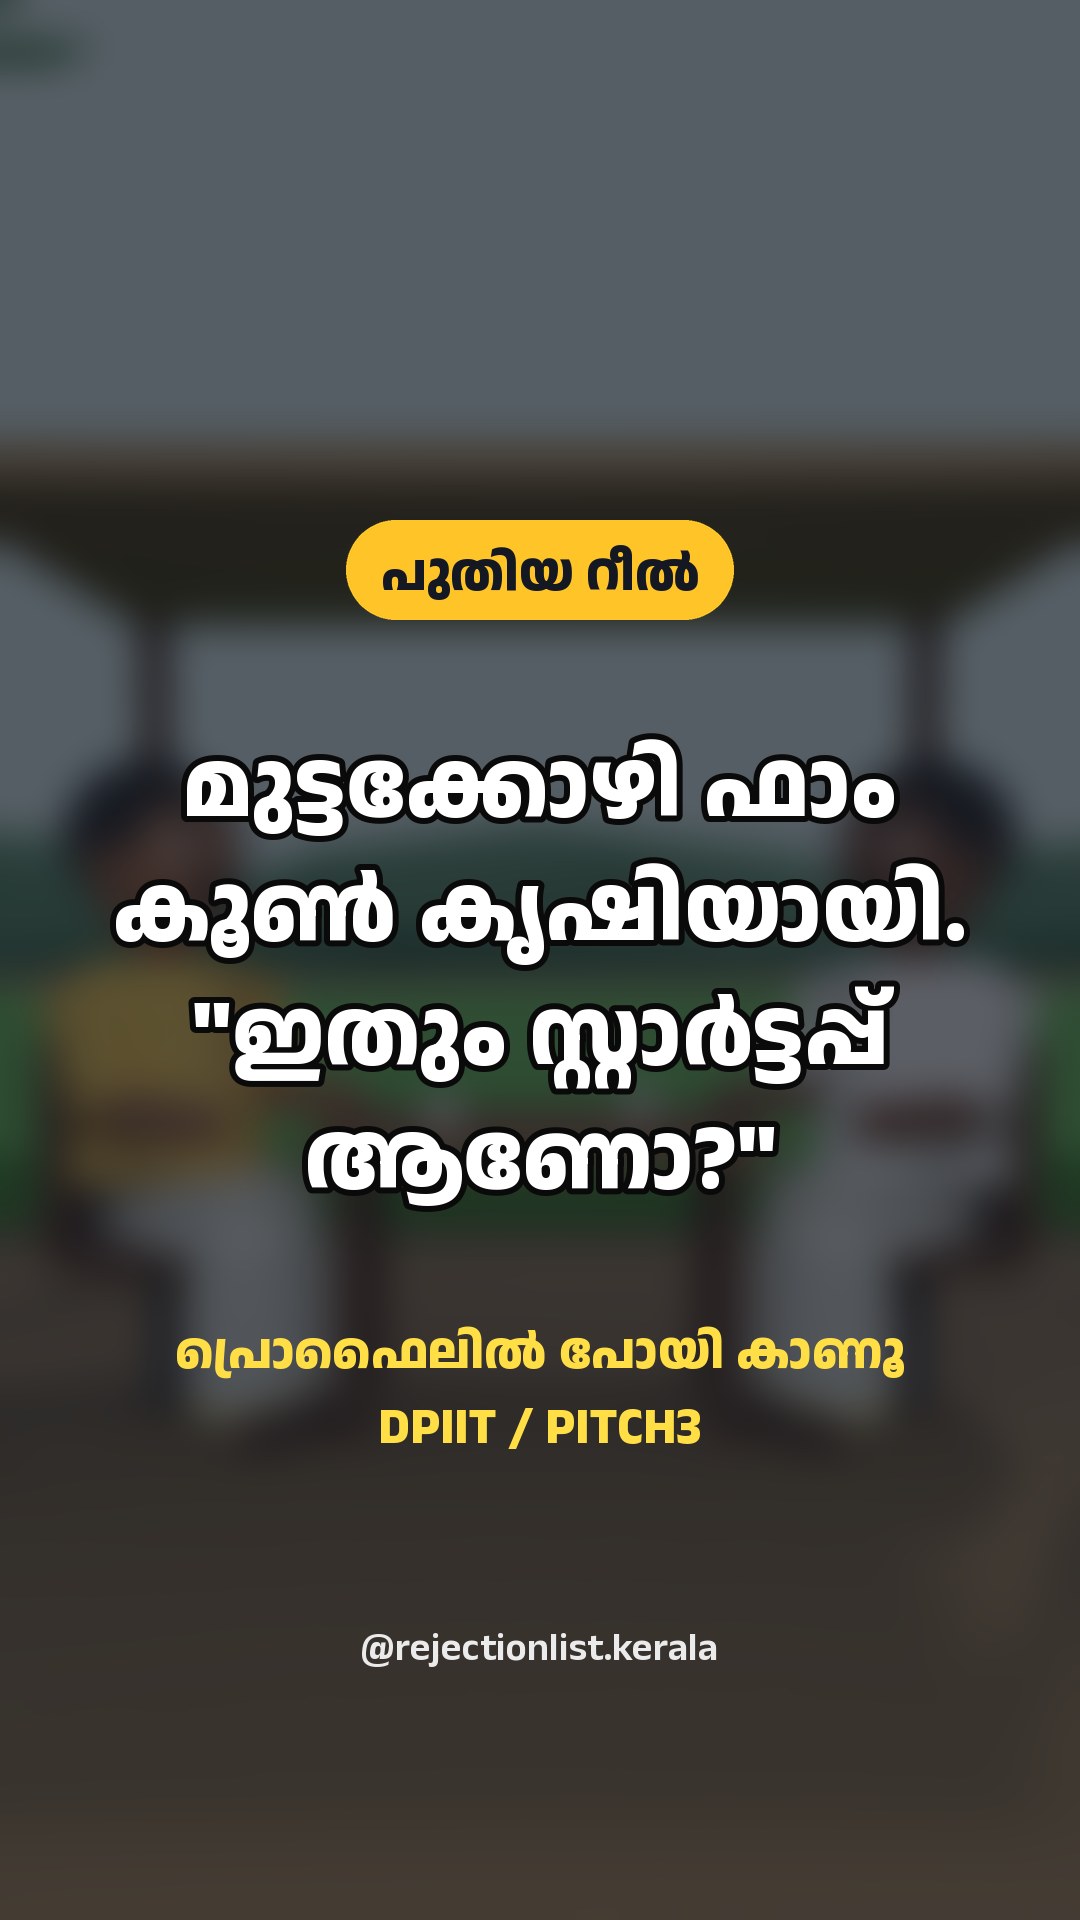 പുതിയ റീൽ
മുട്ടക്കോഴി ഫാം
കൂൺ കൃഷിയായി.
"ഇതും സ്റ്റാർട്ടപ്പ്
ആണോ?"
പ്രൊഫൈലിൽ പോയി കാണൂ
DPIIT / PITCH3
@rejectionlist.kerala